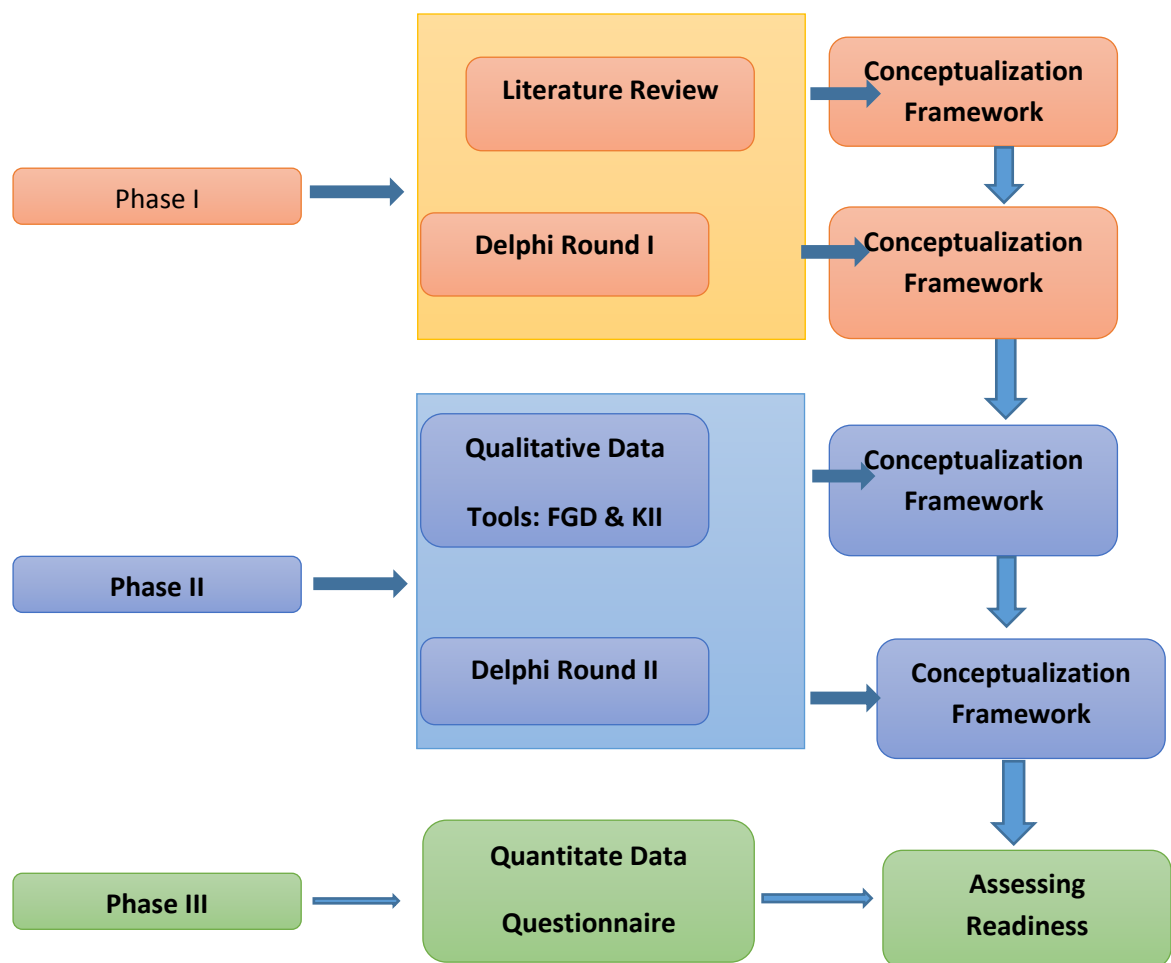 Literature Review
Conceptualization
Framework
Phase I
Delphi Round I
Conceptualization
Framework
Qualitative Data
Tools: FGD & KII
Conceptualization
Framework
Phase II
Delphi Round II
Conceptualization
Framework
Phase III
Quantitate Data
Questionnaire
Assessing
Readiness